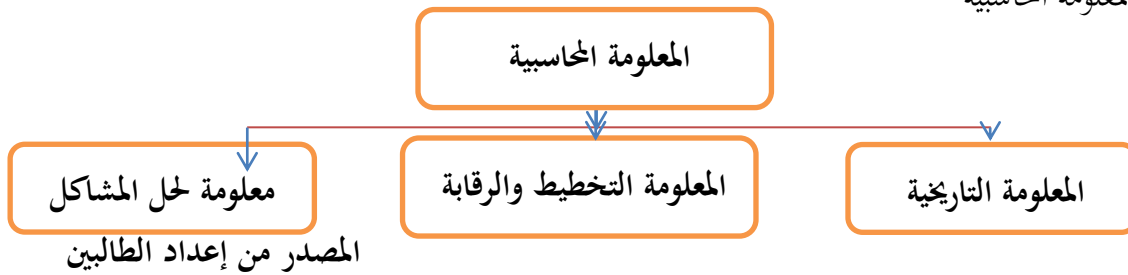 المعلومة المحاسبية
المعلومة التاريخية
المعلومة التخطيط والرقابة
معلومة لحل المشاكل
المصدر من إعداد الطالبين